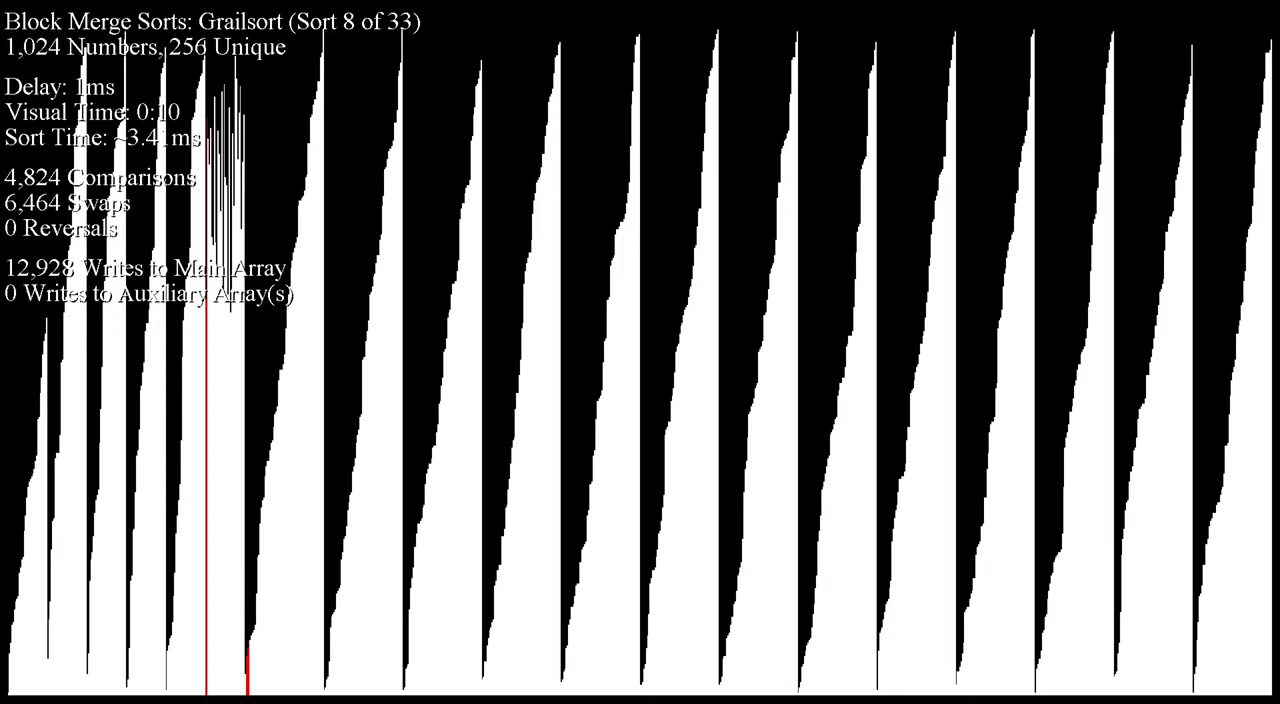 Block Merge Sorts: Grailsort (Sort 8 of 33)
1,024 Numbers, 256 Unique
Delay: 1ms
Visual Time: 0:10
Sort Time: ~3.41ms
4,824 Comparisons
6,464 Swaps
0 Reversals
12,928 Writes to Main Array
0 Writes to Auxiliary Array(s)